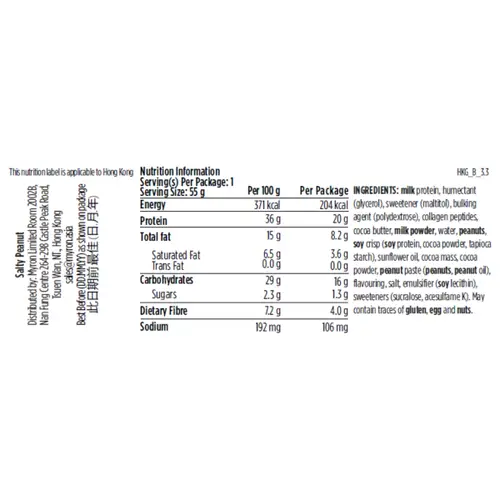 This nutrition label is applicable to Hong Kong
Salty Peanut
Distributed by: Myron Limited Room 2002B,
Nan Fung Centre 264-298 Castle Peak Road,
Tsuen Wan, NT., Hong Kong
sales@myron.asia
Best Before (DD/MM/YY) as shown on package
此日期前最佳 (日.月.年)
Nutrition Information
Serving(s) Per Package: 1
Serving Size: 55 g
Per 100 g Per Package
Energy 371 kcal 204 kcal
Protein 36 g 20 g
Total fat 15 g 8.2 g
Saturated Fat 6.5 g 3.6 g
Trans Fat 0.0 g 0.0 g
Carbohydrates 29 g 16 g
Sugars 2.3 g 1.3 g
Dietary Fibre 7.2 g 4.0 g
Sodium 192 mg 106 mg
HKG_B_3.3
INGREDIENTS: milk protein, humectant
(glycerol), sweetener (maltitol), bulking
agent (polydextrose), collagen peptides,
cocoa butter, milk powder, water, peanuts,
soy crisp (soy protein, cocoa powder, tapioca
starch), sunflower oil, cocoa mass, cocoa
powder, peanut paste (peanuts, peanut oil),
flavouring, salt, emulsifier (soy lecithin),
sweeteners (sucralose, acesulfame K). May
contain traces of gluten, egg and nuts.